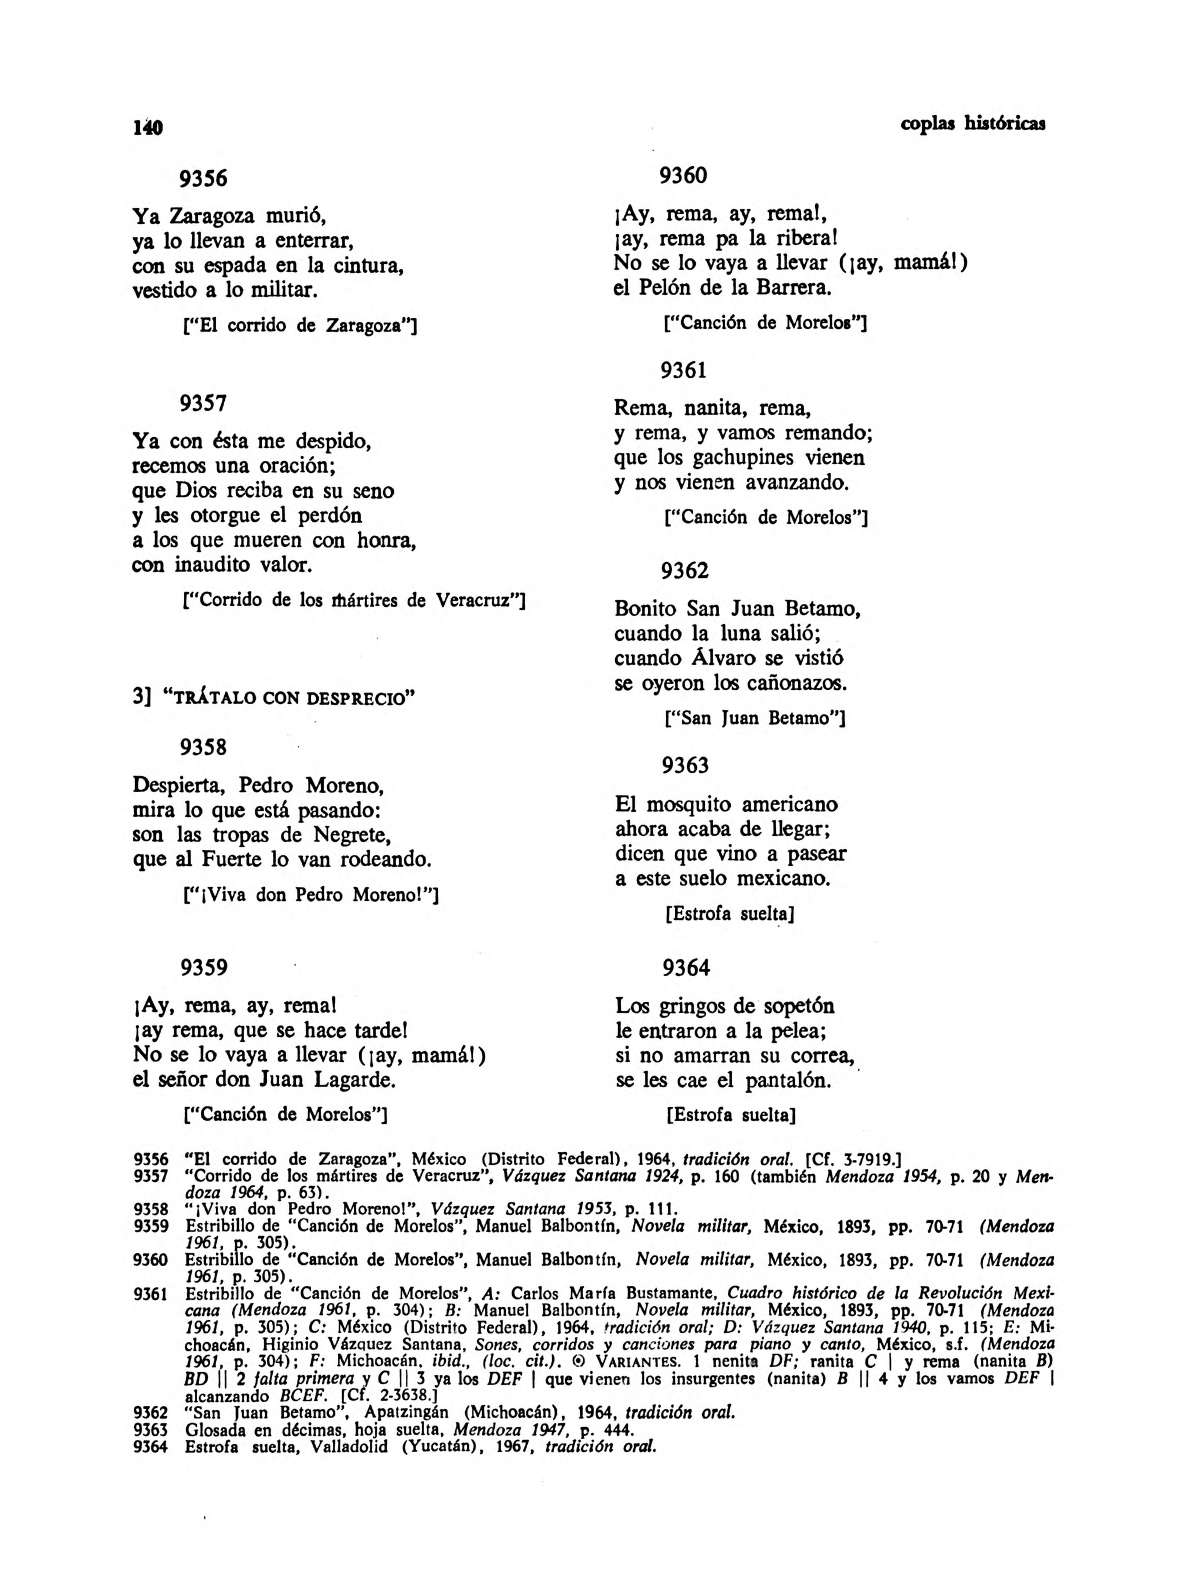 140
coplas históricas
9356
Ya Zaragoza murió,
ya lo llevan a enterrar,
con su espada en la cintura,
vestido a lo militar.
["El corrido de Zaragoza"]
9357
Ya con ésta me despido,
recemos una oración;
que Dios reciba en su seno
y les otorgue el perdón
a los que mueren con honra,
con inaudito valor.
["Corrido de los mártires de Veracruz"]
3] "TRÁTALO CON DESPRECIO"
9358
Despierta, Pedro Moreno,
mira lo que está pasando:
son las tropas de Negrete,
que al Fuerte lo van rodeando.
["¡Viva don Pedro Moreno!"]
9359
¡Ay, rema, ay, rema!
¡ay rema, que se hace tarde!
No se lo vaya a llevar (¡ay, mamá!)
el señor don Juan Lagarde.
["Canción de Morelos"]
9360
¡Ay, rema, ay, rema!,
¡ay, rema pa la ribera!
No se lo vaya a llevar (¡ay, mamá!)
el Pelón de la Barrera.
["Canción de Morelos"]
9361
Rema, nanita, rema,
y rema, y vamos remando;
que los gachupines vienen
y nos vienen avanzando.
["Canción de Morelos"]
9362
Bonito San Juan Betamo,
cuando la luna salió;
cuando Álvaro se vistió
se oyeron los cañonazos.
["San Juan Betamo"]
9363
El mosquito americano
ahora acaba de llegar;
dicen que vino a pasear
a este suelo mexicano.
[Estrofa suelta]
9364
Los gringos de sopetón
le entraron a la pelea;
si no amarran su correa,
se les cae el pantalón.
[Estrofa suelta]
9356 "El corrido de Zaragoza", México (Distrito Federal), 1964, tradición oral. [Cf. 3-7919.]
9357 "Corrido de los mártires de Veracruz", Vázquez Santana 1924, p. 160 (también Mendoza 1954, p. 20 y Men-
doza 1964, p. 63).
9358 "¡Viva don Pedro Moreno!", Vázquez Santana 1953, p. 111.
9359 Estribillo de "Canción de Morelos", Manuel Balbontín, Novela militar, México, 1893, pp. 70-71 (Mendoza
1961, p. 305).
9360 Estribillo de "Canción de Morelos", Manuel Balbontín, Novela militar, México, 1893, pp. 70-71 (Mendoza
1961, p. 305).
9361 Estribillo de "Canción de Morelos", A: Carlos María Bustamante, Cuadro histórico de la Revolución Mexi-
cana (Mendoza 1961, p. 304); B: Manuel Balbontín, Novela militar, México, 1893, pp. 70-71 (Mendoza
1961, p. 305); C: México (Distrito Federal), 1964, tradición oral; D: Vázquez Santana 1940, p. 115; E: Mi-
choacán, Higinio Vázquez Santana, Sones, corridos y canciones para piano y canto, México, s.f. (Mendoza
1961, p. 304); F: Michoacán, ibid., (loc. cit.). ⊙ VARIANTES. 1 nenita DF; ranita C | y rema (nanita B)
BD || 2 falta primera y C || 3 ya los DEF | que vienen los insurgentes (nanita) B || 4 y los vamos DEF |
alcanzando BCEF. [Cf. 2-3638.]
9362 "San Juan Betamo", Apatzingán (Michoacán), 1964, tradición oral.
9363 Glosada en décimas, hoja suelta, Mendoza 1947, p. 444.
9364 Estrofa suelta, Valladolid (Yucatán), 1967, tradición oral.